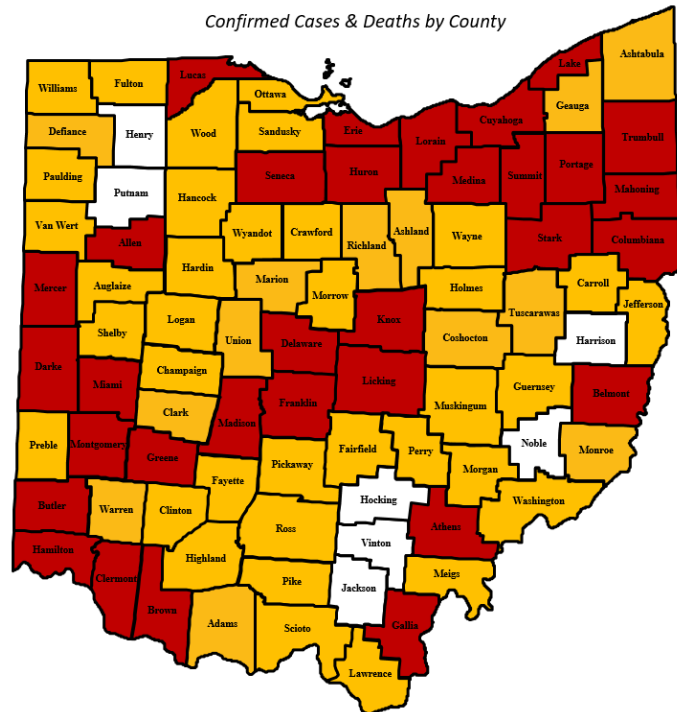 Confirmed Cases & Deaths by County
Ashtabula
Lake
Lucas
Fulton
Williams
Ottawa
Geauga
Cuyahoga
Defiance
Henry
Wood
Sandusky
Erie
Lorain
Trumbull
Paulding
Putnam
Seneca
Huron
Medina
Summit
Portage
Mahoning
Hancock
Van Wert
Allen
Wyandot
Crawford
Richland
Ashland
Wayne
Stark
Columbiana
Mercer
Auglaize
Hardin
Marion
Morrow
Holmes
Tuscarawas
Carroll
Jefferson
Shelby
Logan
Union
Knox
Coshocton
Harrison
Darke
Miami
Champaign
Delaware
Licking
Guernsey
Belmont
Clark
Madison
Franklin
Muskingum
Noble
Monroe
Preble
Montgomery
Greene
Fayette
Pickaway
Fairfield
Perry
Morgan
Washington
Butler
Warren
Clinton
Ross
Hocking
Athens
Hamilton
Clermont
Brown
Highland
Pike
Vinton
Meigs
Adams
Scioto
Jackson
Gallia
Lawrence